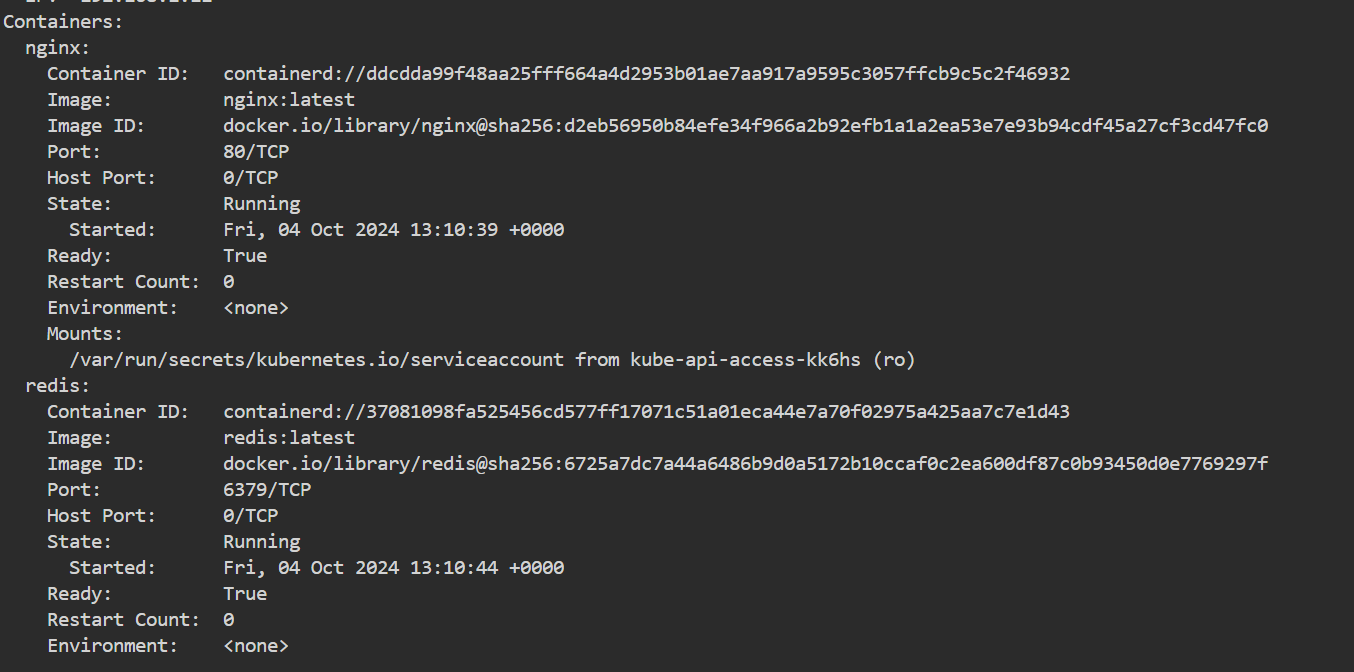 Containers:
  nginx:
    Container ID:   containerd://ddcdda99f48aa25fff664a4d2953b01ae7aa917a9595c3057ffcb9c5c2f46932
    Image:          nginx:latest
    Image ID:       docker.io/library/nginx@sha256:d2eb56950b84efe34f966a2b92efb1a1a2ea53e7e93b94cdf45a27cf3cd47fc0
    Port:           80/TCP
    Host Port:      0/TCP
    State:          Running
      Started:      Fri, 04 Oct 2024 13:10:39 +0000
    Ready:          True
    Restart Count:  0
    Environment:    <none>
    Mounts:
      /var/run/secrets/kubernetes.io/serviceaccount from kube-api-access-kk6hs (ro)
  redis:
    Container ID:   containerd://37081098fa525456cd577ff17071c51a01eca44e7a70f02975a425aa7c7e1d43
    Image:          redis:latest
    Image ID:       docker.io/library/redis@sha256:6725a7dc7a44a6486b9d0a5172b10ccaf0c2ea600df87c0b93450d0e7769297f
    Port:           6379/TCP
    Host Port:      0/TCP
    State:          Running
      Started:      Fri, 04 Oct 2024 13:10:44 +0000
    Ready:          True
    Restart Count:  0
    Environment:    <none>